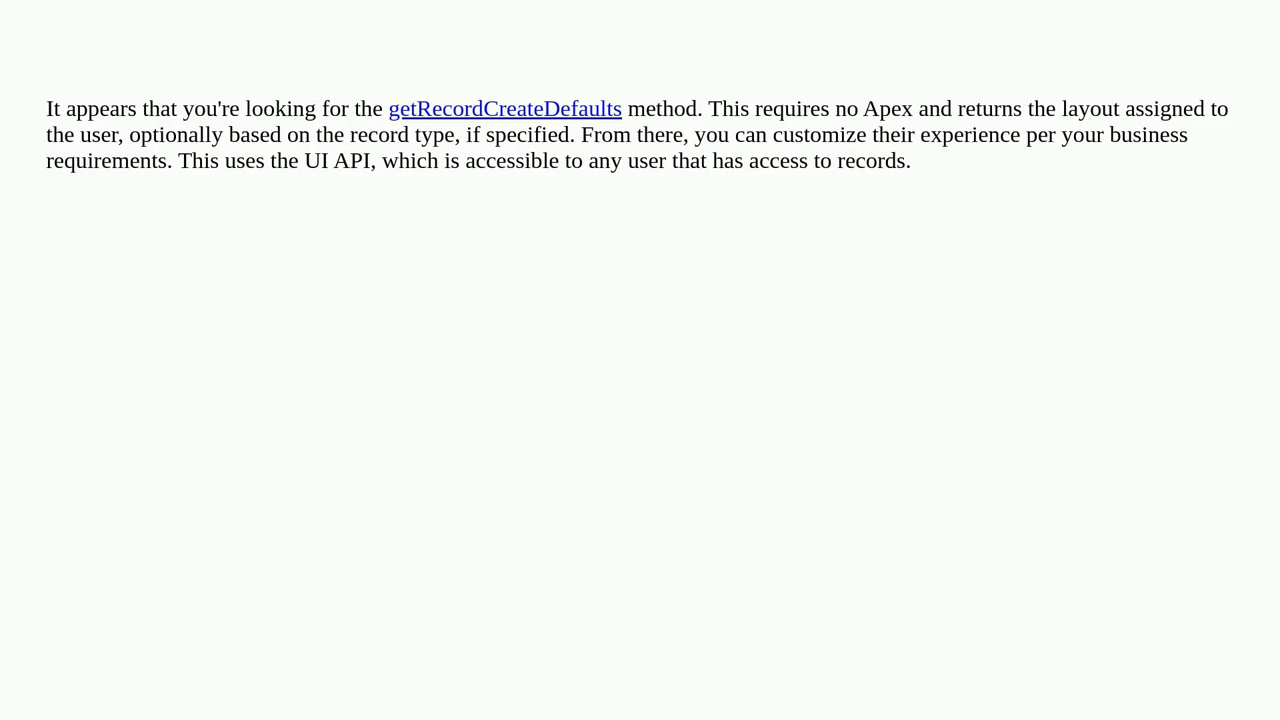 It appears that you're looking for the getRecordCreateDefaults method. This requires no Apex and returns the layout assigned to
the user, optionally based on the record type, if specified. From there, you can customize their experience per your business
requirements. This uses the UI API, which is accessible to any user that has access to records.